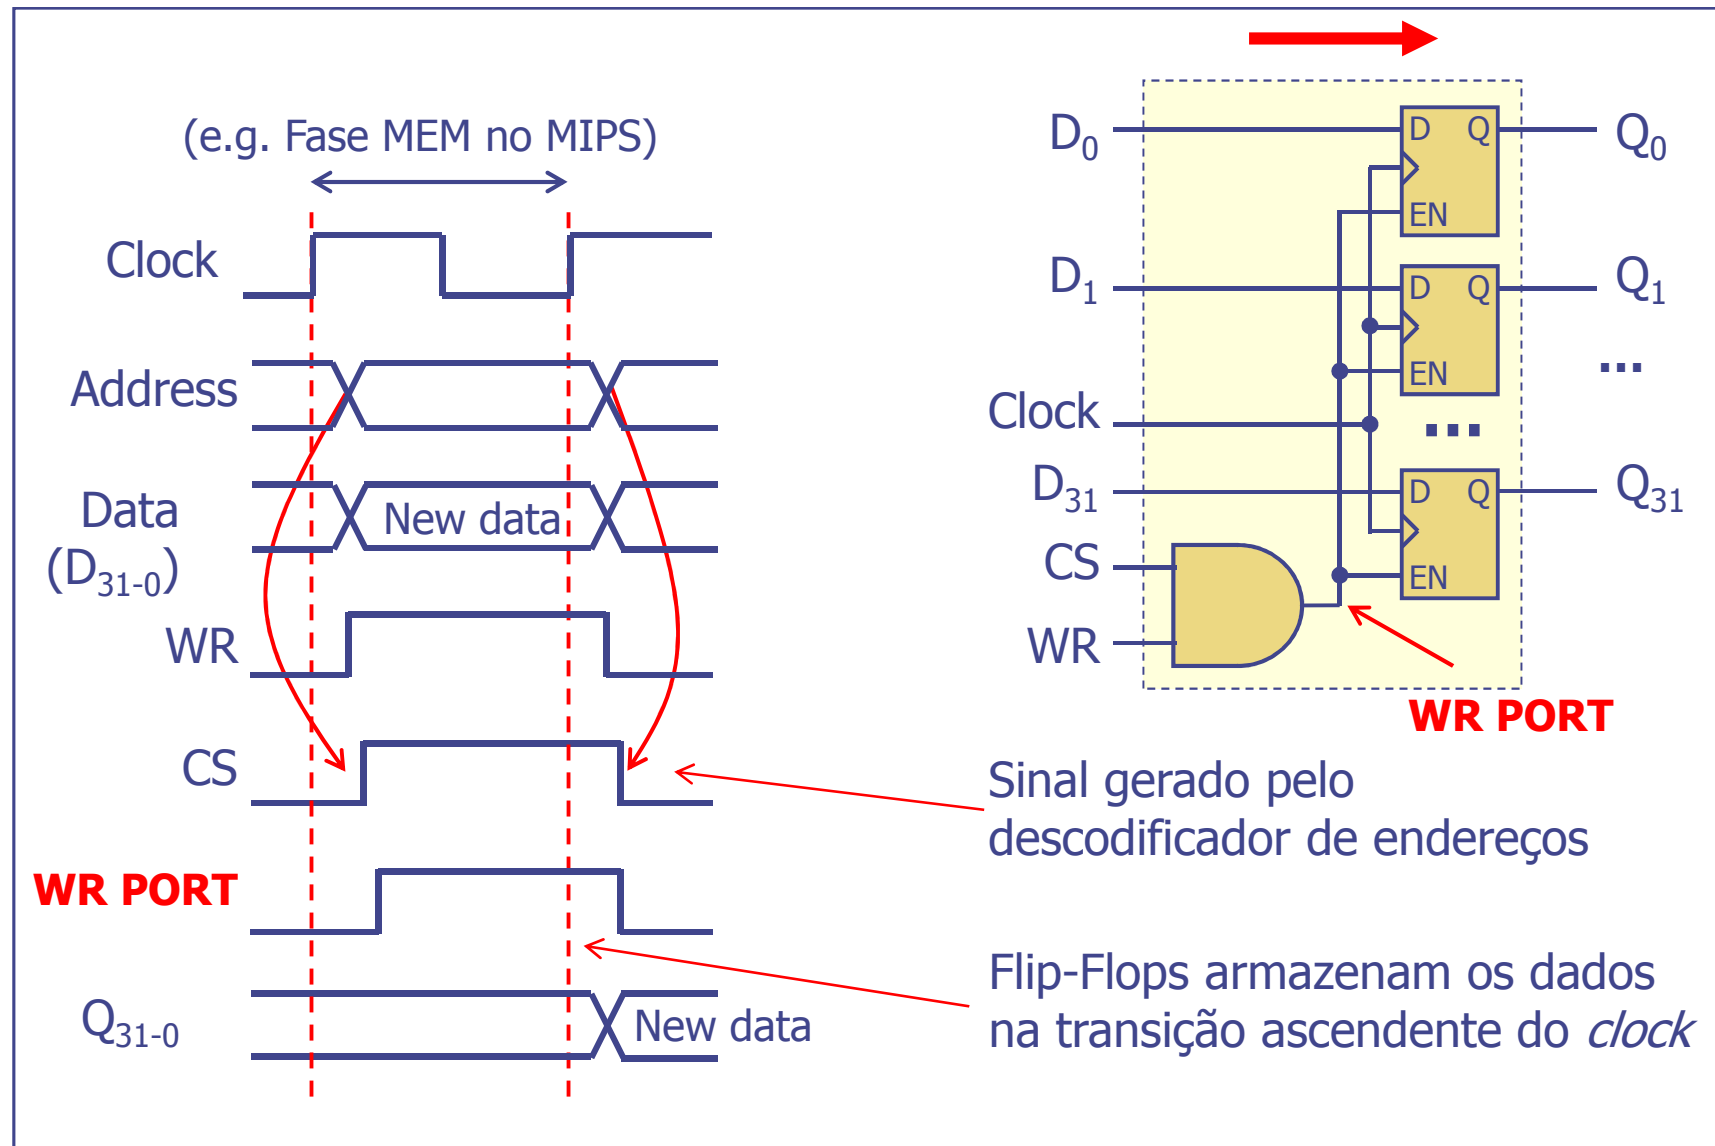 (e.g. Fase MEM no MIPS)
Clock
Address
Data
(D31-0)
New data
WR
CS
WR PORT
Q31-0
New data
D0
D Q
EN
Q0
D1
D Q
EN
Q1
...
Clock
...
D31
D Q
EN
Q31
CS
WR
WR PORT
Sinal gerado pelo
descodificador de endereços
Flip-Flops armazenam os dados
na transição ascendente do clock